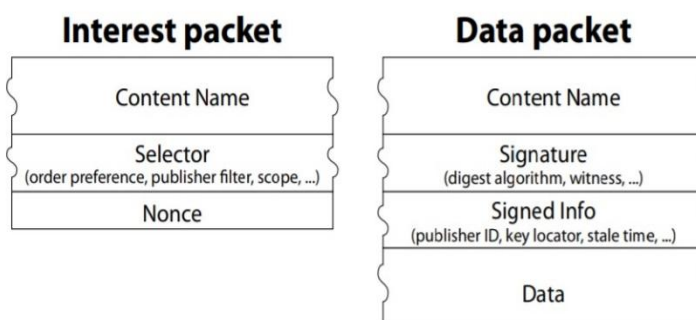 Interest packet
Content Name
Selector
(order preference, publisher filter, scope, ...)
Nonce
Data packet
Content Name
Signature
(digest algorithm, witness, ...)
Signed Info
(publisher ID, key locator, stale time, ...)
Data